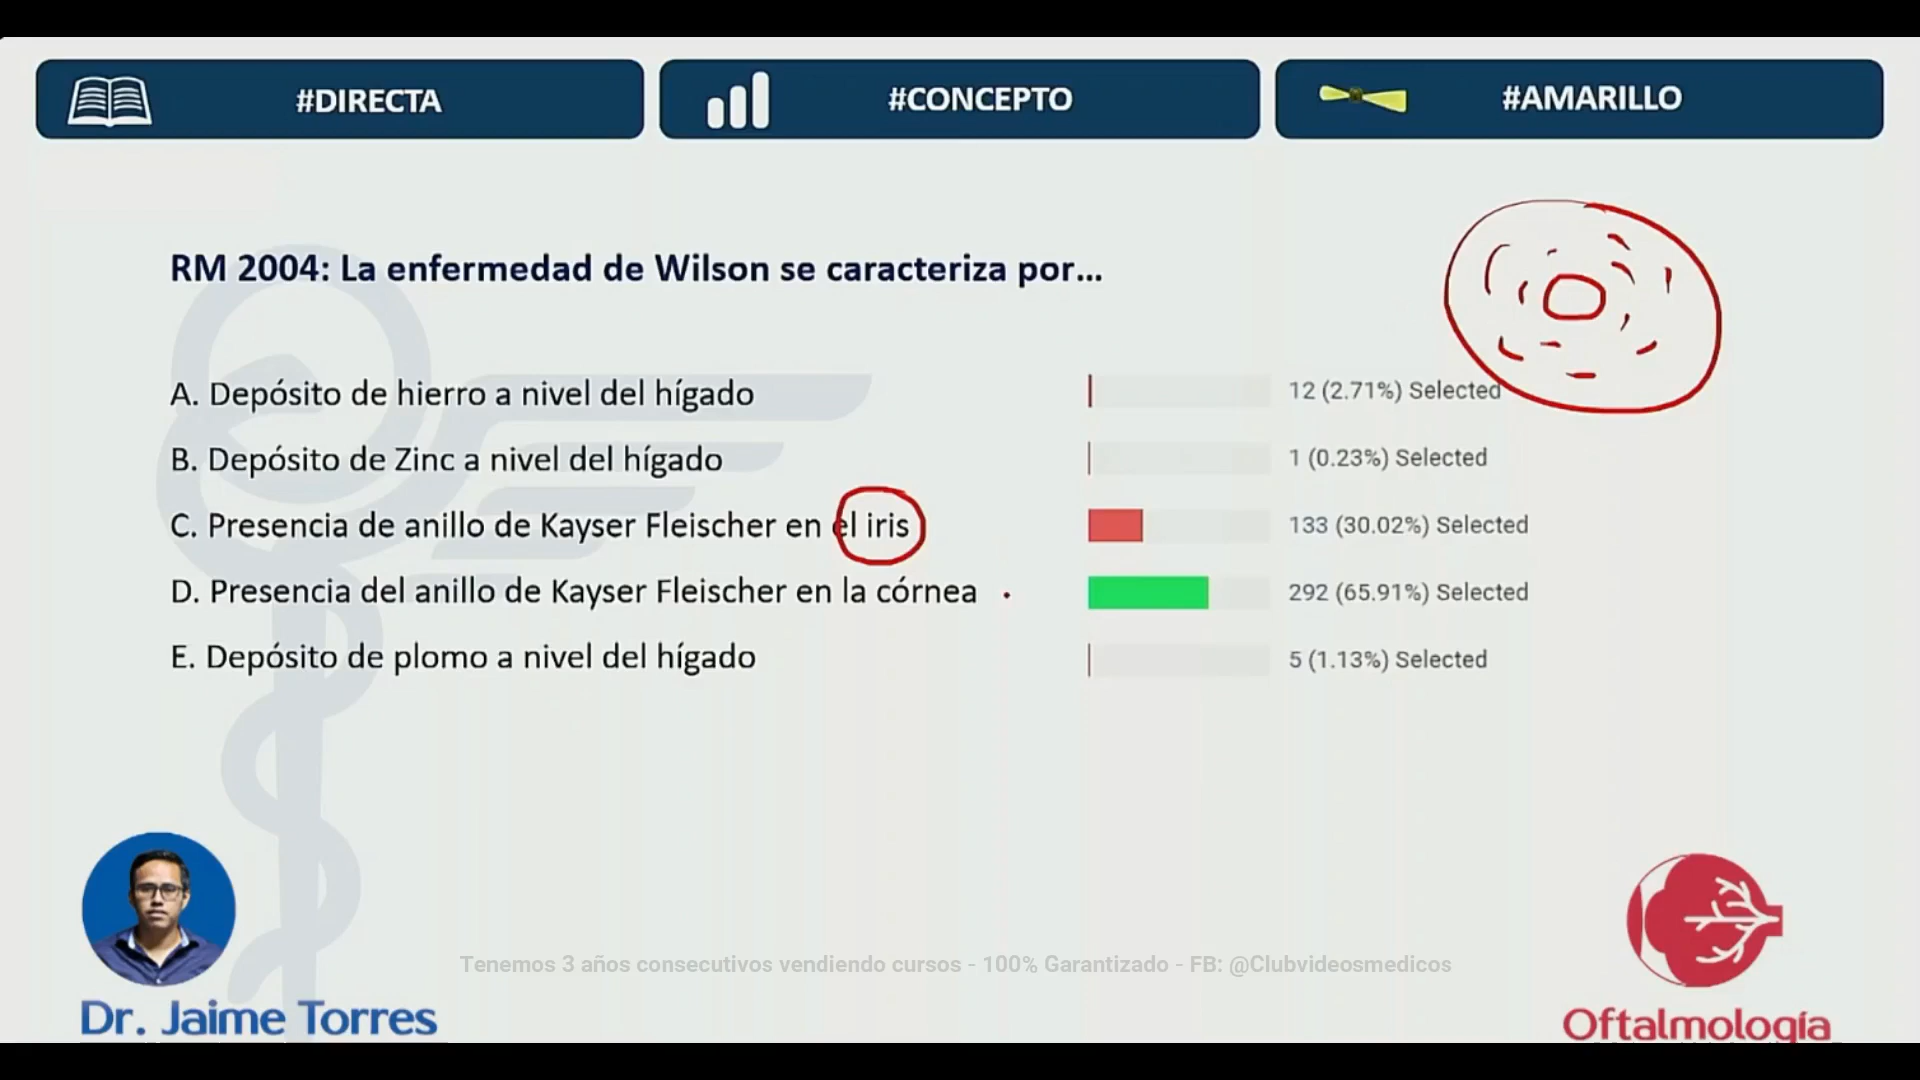 #DIRECTA
#CONCEPTO
#AMARILLO
RM 2004: La enfermedad de Wilson se caracteriza por...
A. Depósito de hierro a nivel del hígado
12 (2.71%) Selected
B. Depósito de Zinc a nivel del hígado
1 (0.23%) Selected
C. Presencia de anillo de Kayser Fleischer en el iris
133 (30.02%) Selected
D. Presencia del anillo de Kayser Fleischer en la córnea
292 (65.91%) Selected
E. Depósito de plomo a nivel del hígado
5 (1.13%) Selected
Tenemos 3 años consecutivos vendiendo cursos - 100% Garantizado - FB: @Clubvideosmedicos
Dr. Jaime Torres
Oftalmología